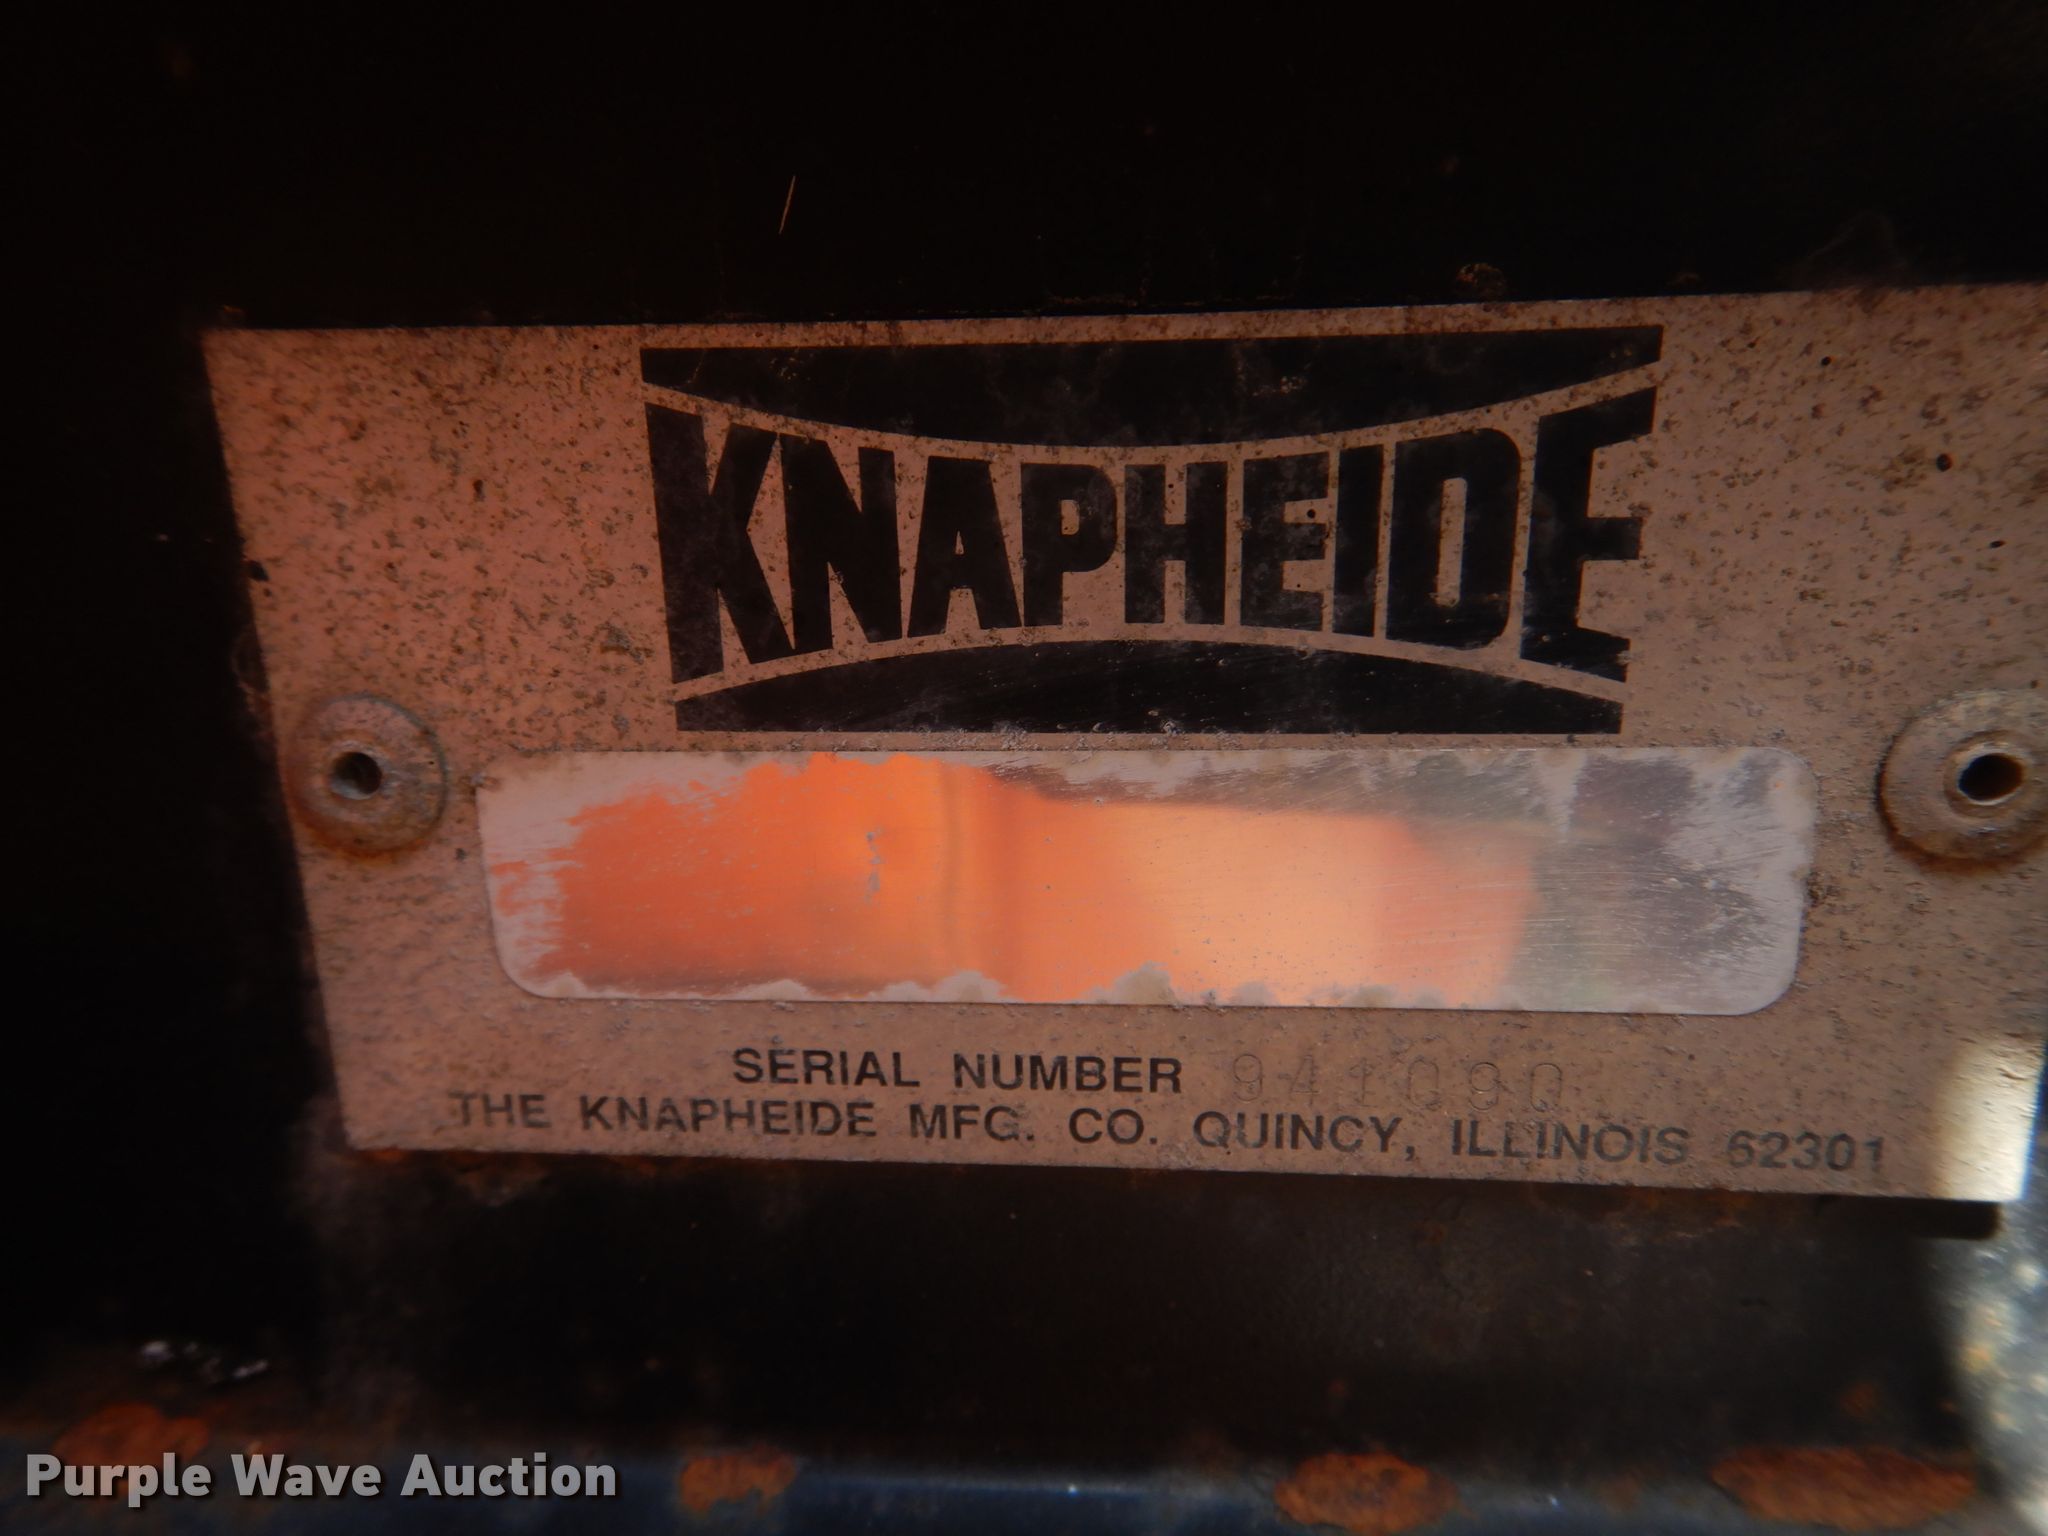 KNAPHEIDE
SERIAL NUMBER 941090
THE KNAPHEIDE MFG. CO. QUINCY, ILLINOIS 62301
Purple Wave Auction